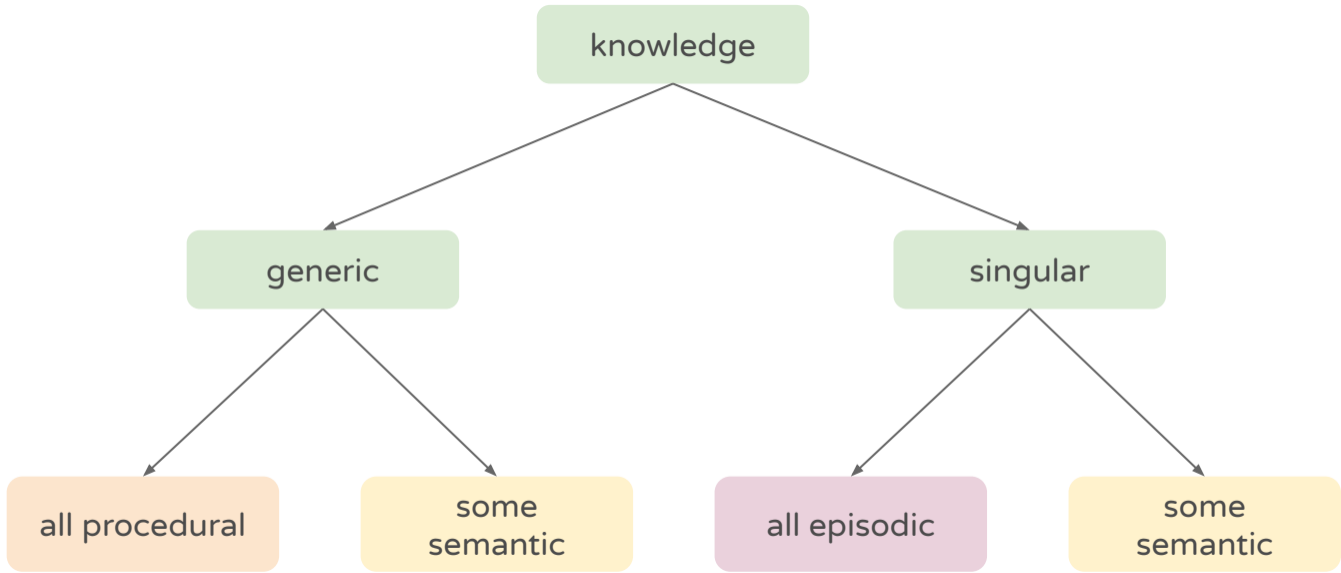 knowledge
generic
singular
all procedural
some
semantic
all episodic
some
semantic